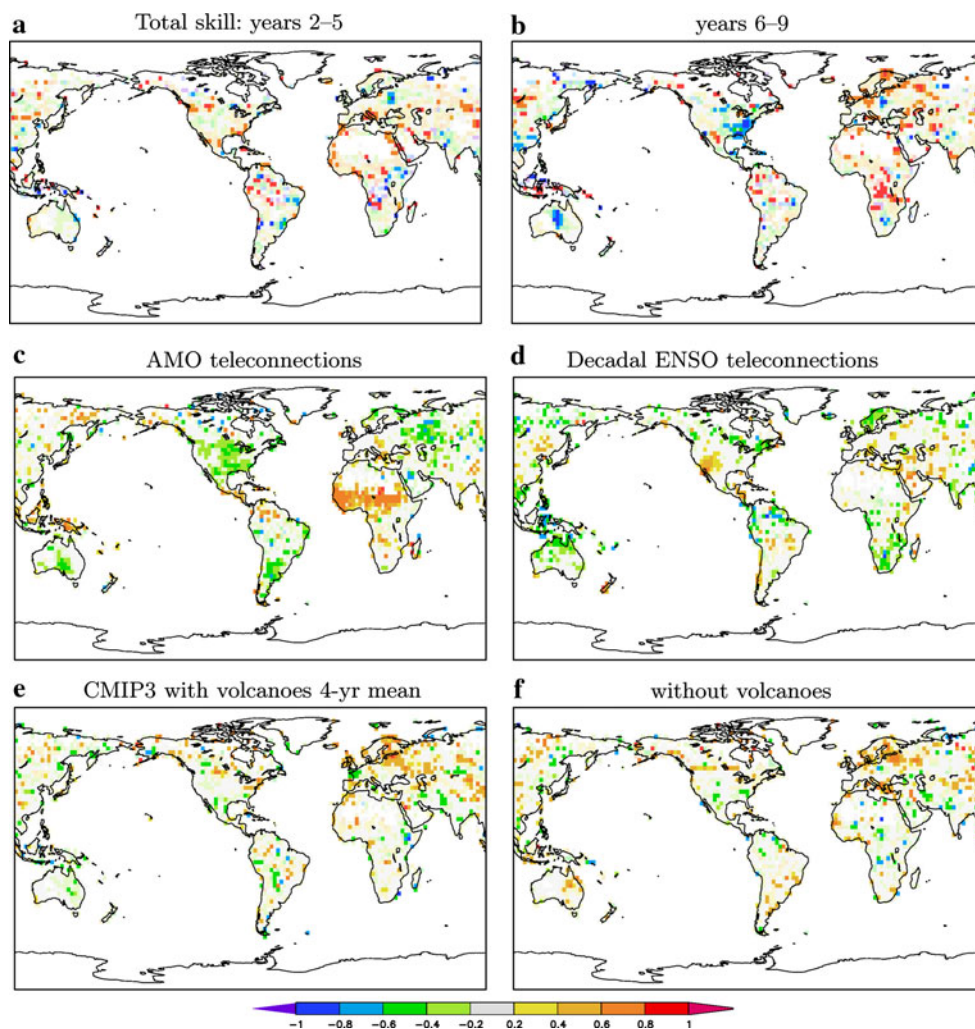 a Total skill: years 2–5
b years 6–9
c AMO teleconnections
d Decadal ENSO teleconnections
e CMIP3 with volcanoes 4-yr mean
f without volcanoes
−1 −0.8 −0.6 −0.4 −0.2 0.2 0.4 0.6 0.8 1